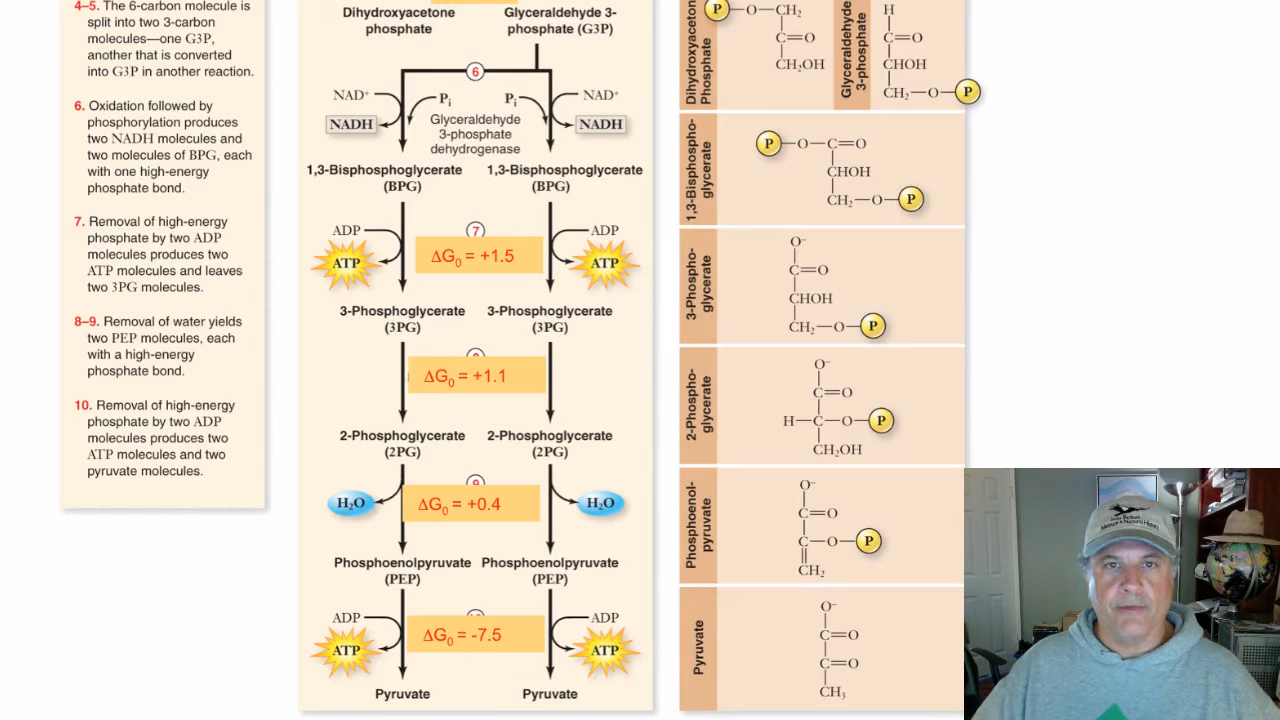 4–5. The 6-carbon molecule is
split into two 3-carbon
molecules—one G3P,
another that is converted
into G3P in another reaction.
6. Oxidation followed by
phosphorylation produces
two NADH molecules and
two molecules of BPG, each
with one high-energy
phosphate bond.
7. Removal of high-energy
phosphate by two ADP
molecules produces two
ATP molecules and leaves
two 3PG molecules.
8–9. Removal of water yields
two PEP molecules, each
with a high-energy
phosphate bond.
10. Removal of high-energy
phosphate by two ADP
molecules produces two
ATP molecules and two
pyruvate molecules.
Dihydroxyacetone
phosphate
Glyceraldehyde 3-
phosphate (G3P)
6
NAD⁺
Pᵢ
Pᵢ
NAD⁺
NADH
Glyceraldehyde
3-phosphate
dehydrogenase
NADH
1,3-Bisphosphoglycerate
(BPG)
1,3-Bisphosphoglycerate
(BPG)
ADP
7
ADP
ATP
ΔG₀ = +1.5
ATP
3-Phosphoglycerate
(3PG)
3-Phosphoglycerate
(3PG)
ΔG₀ = +1.1
2-Phosphoglycerate
(2PG)
2-Phosphoglycerate
(2PG)
H₂O
ΔG₀ = +0.4
H₂O
Phosphoenolpyruvate
(PEP)
Phosphoenolpyruvate
(PEP)
ADP
ADP
ATP
ΔG₀ = -7.5
ATP
Pyruvate
Pyruvate
Dihydroxyaceton
Phosphate
P—O—CH₂
C=O
CH₂OH
Glyceraldehyde
3-phosphate
H
C=O
CHOH
CH₂—O—P
1,3-Bisphospho-
glycerate
P—O—C=O
CHOH
CH₂—O—P
3-Phospho-
glycerate
O⁻
C=O
CHOH
CH₂—O—P
2-Phospho-
glycerate
O⁻
C=O
H—C—O—P
CH₂OH
Phosphoenol-
pyruvate
O⁻
C=O
C—O—P
CH₂
Pyruvate
O⁻
C=O
C=O
CH₃